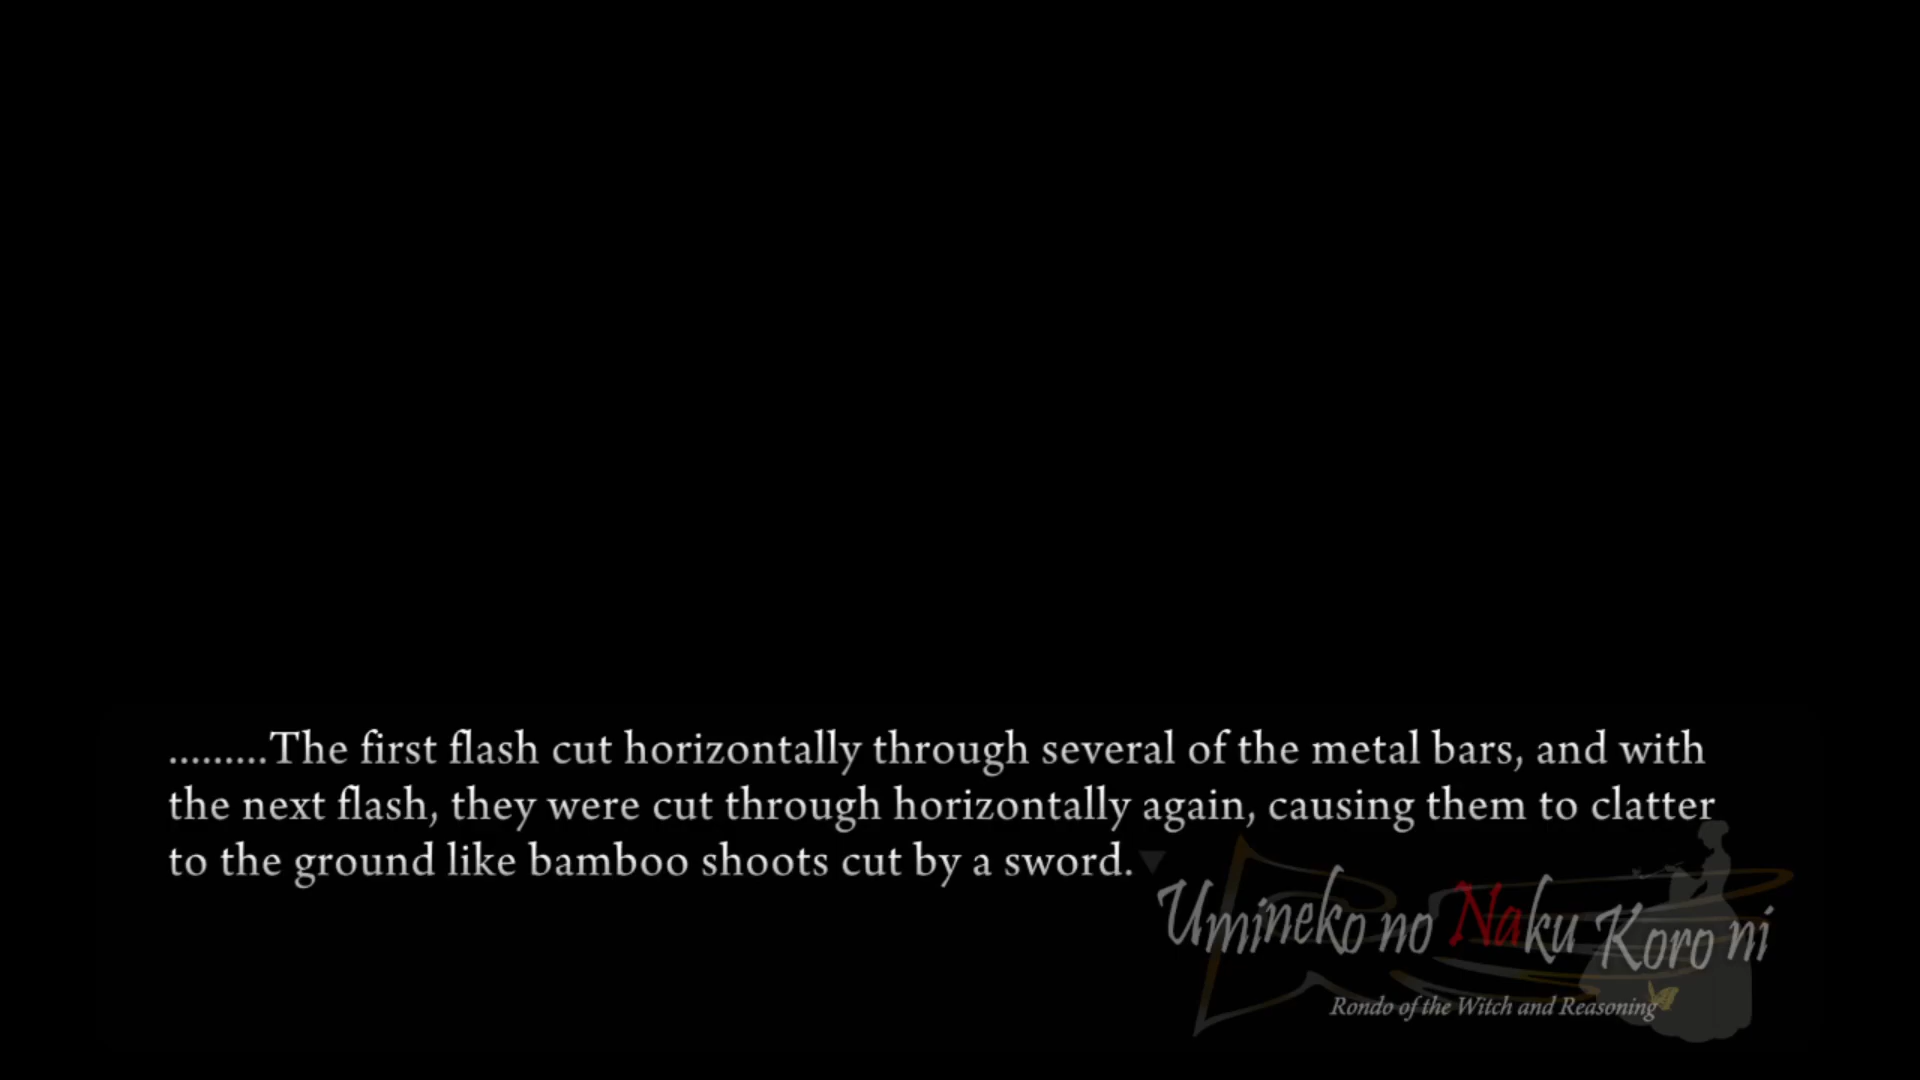 .........The first flash cut horizontally through several of the metal bars, and with
the next flash, they were cut through horizontally again, causing them to clatter
to the ground like bamboo shoots cut by a sword.
Umineko no Naku Koro ni
Rondo of the Witch and Reasoning